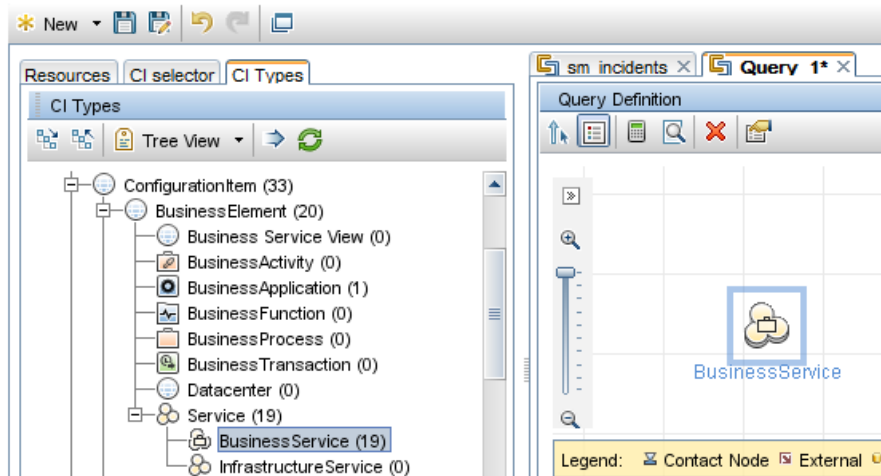 New
Resources CI selector CI Types
sm_incidents Query 1*
CI Types
Query Definition
Tree View
ConfigurationItem (33)
BusinessElement (20)
Business Service View (0)
BusinessActivity (0)
BusinessApplication (1)
BusinessFunction (0)
BusinessProcess (0)
BusinessTransaction (0)
Datacenter (0)
Service (19)
BusinessService (19)
InfrastructureService (0)
BusinessService
Legend: Contact Node External